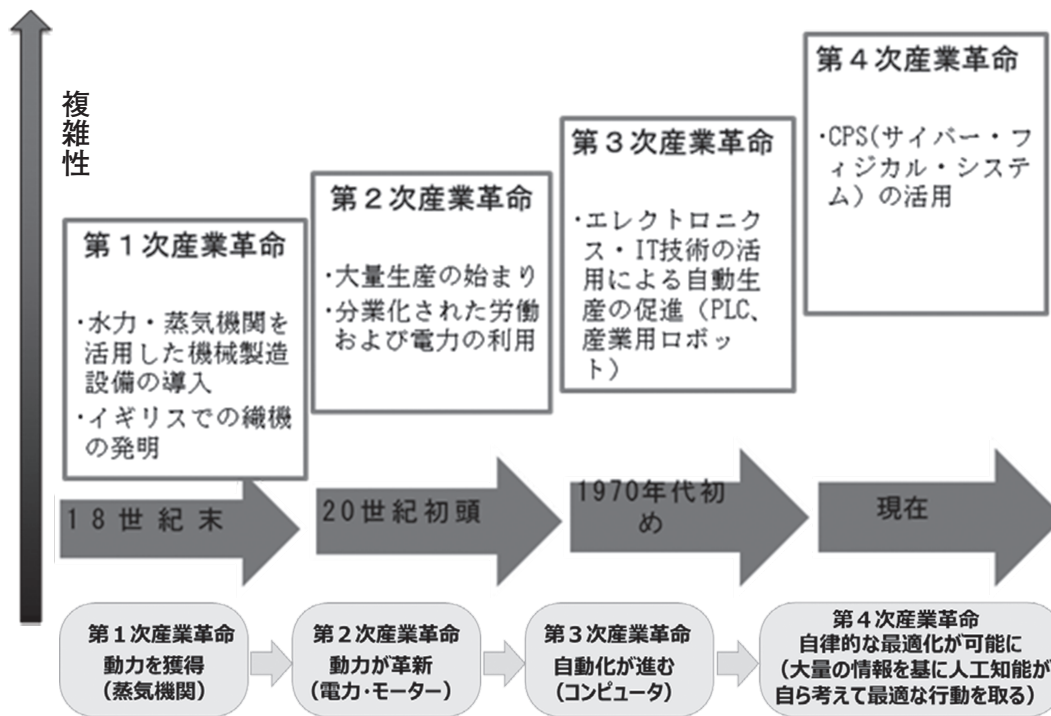 複雑性
第１次産業革命
・水力・蒸気機関を
活用した機械製造
設備の導入
・イギリスでの織機
の発明
第２次産業革命
・大量生産の始まり
・分業化された労働
および電力の利用
第３次産業革命
・エレクトロニク
ス・IT技術の活
用による自動生
産の促進（PLC、
産業用ロボッ
ト）
第４次産業革命
・CPS(サイバー・フ
ィジカル・システ
ム）の活用
１８世紀末
20世紀初頭
1970年代初
め
現在
第１次産業革命
動力を獲得
（蒸気機関）
第２次産業革命
動力が革新
（電力・モーター）
第３次産業革命
自動化が進む
（コンピュータ）
第４次産業革命
自律的な最適化が可能に
（大量の情報を基に人工知能が
自ら考えて最適な行動を取る）